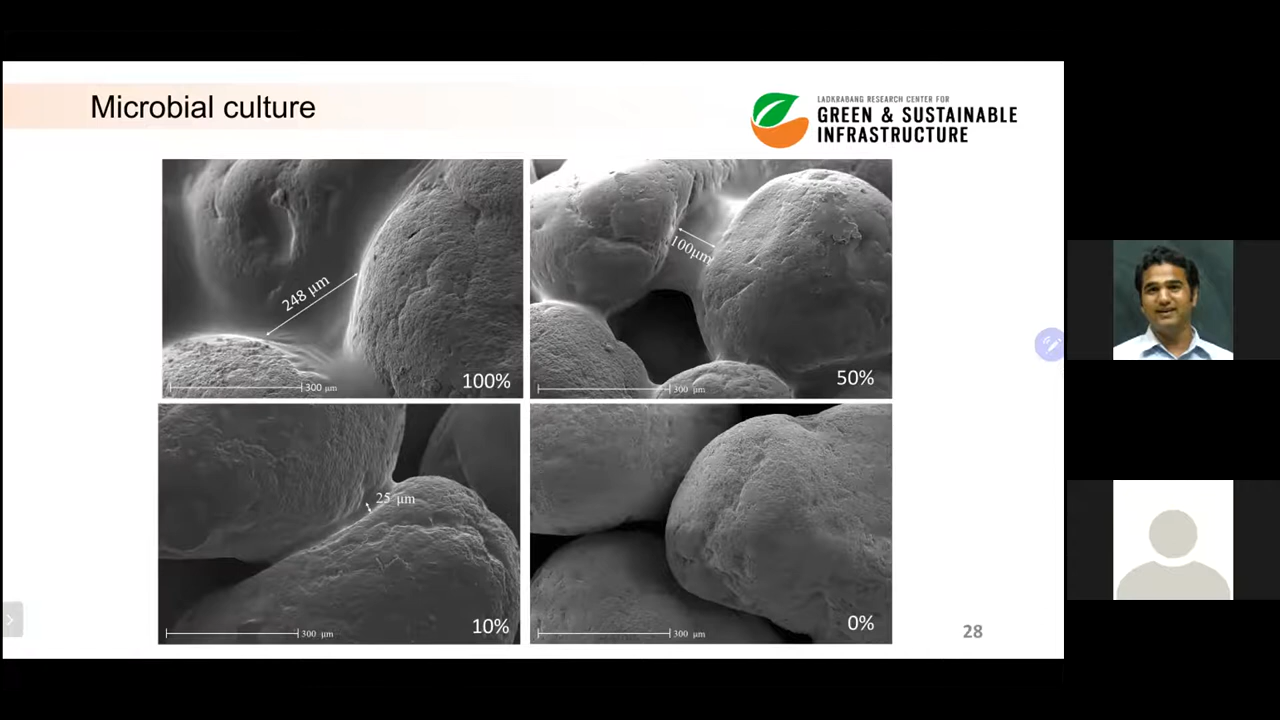 Microbial culture
LADKRABANG RESEARCH CENTER FOR
GREEN & SUSTAINABLE
INFRASTRUCTURE
248 μm
300 μm
100%
100μm
300 μm
50%
25 μm
300 μm
10%
300 μm
0%
28